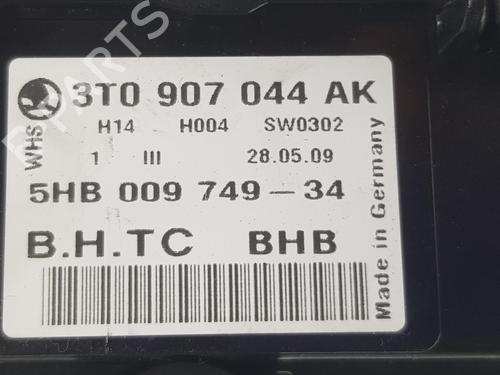 3T0 907 044 AK
H14 H004 SW0302
1 III 28.05.09
5HB 009 749-34
B.H.TC BHB
WHS
Made in Germany
B-PARTS